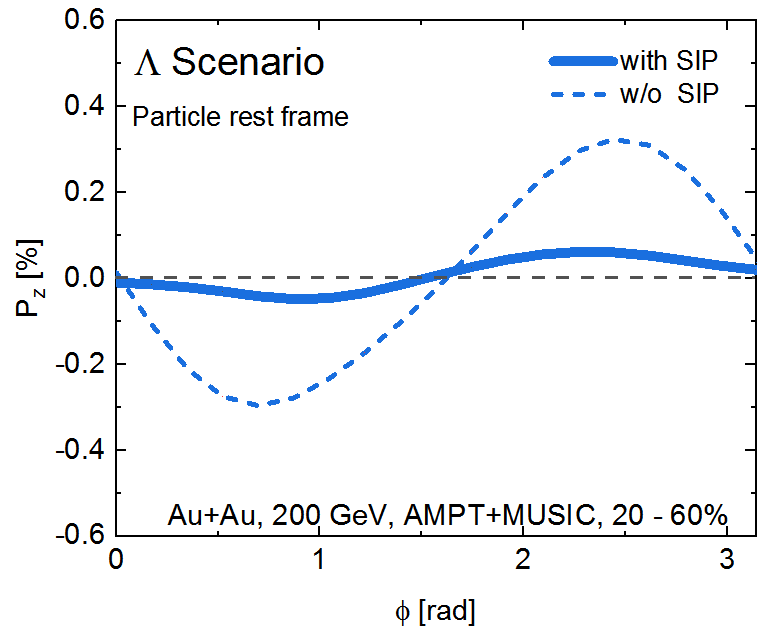 0.6
Λ Scenario
with SIP
w/o SIP
0.4
Particle rest frame
0.2
P_z [%]
0.0
-0.2
-0.4
Au+Au, 200 GeV, AMPT+MUSIC, 20 - 60%
-0.6
0 1 2 3
ϕ [rad]